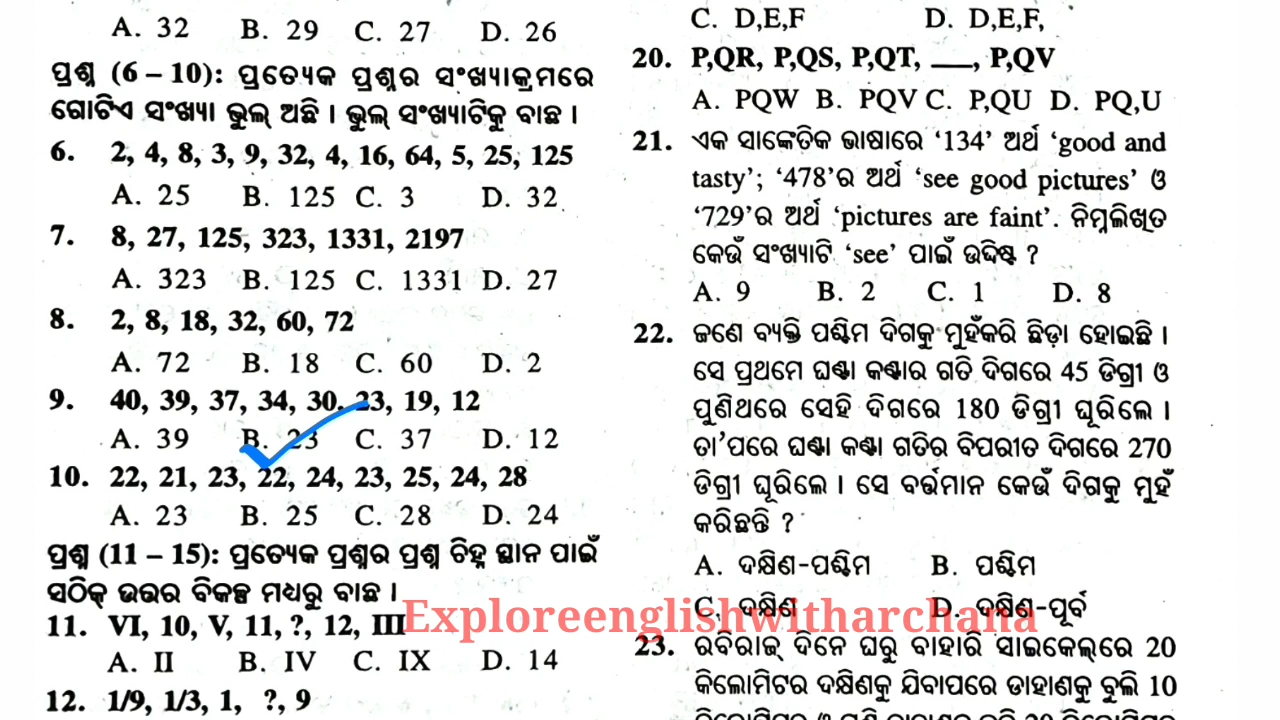 A. 32 B. 29 C. 27 D. 26
ପ୍ରଶ୍ନ (6 – 10): ପ୍ରତ୍ୟେକ ପ୍ରଶ୍ନର ସଂଖ୍ୟାକ୍ରମରେ
ଗୋଟିଏ ସଂଖ୍ୟା ଭୁଲ୍ ଅଛି । ଭୁଲ୍ ସଂଖ୍ୟାଟିକୁ ବାଛ ।
6. 2, 4, 8, 3, 9, 32, 4, 16, 64, 5, 25, 125
A. 25 B. 125 C. 3 D. 32
7. 8, 27, 125, 323, 1331, 2197
A. 323 B. 125 C. 1331 D. 27
8. 2, 8, 18, 32, 60, 72
A. 72 B. 18 C. 60 D. 2
9. 40, 39, 37, 34, 30, 23, 19, 12
A. 39 B. 23 C. 37 D. 12
10. 22, 21, 23, 22, 24, 23, 25, 24, 28
A. 23 B. 25 C. 28 D. 24
ପ୍ରଶ୍ନ (11 – 15): ପ୍ରତ୍ୟେକ ପ୍ରଶ୍ନର ପ୍ରଶ୍ନ ଚିହ୍ନ ସ୍ଥାନ ପାଇଁ
ସଠିକ୍ ଉତ୍ତର ବିକଳ୍ପ ମଧ୍ୟରୁ ବାଛ ।
11. VI, 10, V, 11, ?, 12, III
A. II B. IV C. IX D. 14
12. 1/9, 1/3, 1, ?, 9
C. D,E,F D. D,E,F,
20. P,QR, P,QS, P,QT, ___, P,QV
A. PQW B. PQV C. P,QU D. PQ,U
21. ଏକ ସାଙ୍କେତିକ ଭାଷାରେ ‘134’ ଅର୍ଥ ‘good and
tasty’; ‘478’ର ଅର୍ଥ ‘see good pictures’ ଓ
‘729’ର ଅର୍ଥ ‘pictures are faint’. ନିମ୍ନଲିଖିତ
କେଉଁ ସଂଖ୍ୟାଟି ‘see’ ପାଇଁ ଉଦ୍ଦିଷ୍ଟ ?
A. 9 B. 2 C. 1 D. 8
22. ଜଣେ ବ୍ୟକ୍ତି ପଶ୍ଚିମ ଦିଗକୁ ମୁହଁକରି ଛିଡ଼ା ହୋଇଛି ।
ସେ ପ୍ରଥମେ ଘଣ୍ଟା କଣ୍ଟାର ଗତି ଦିଗରେ 45 ଡିଗ୍ରୀ ଓ
ପୁଣିଥରେ ସେହି ଦିଗରେ 180 ଡିଗ୍ରୀ ଘୂରିଲେ ।
ତା’ପରେ ଘଣ୍ଟା କଣ୍ଟା ଗତିର ବିପରୀତ ଦିଗରେ 270
ଡିଗ୍ରୀ ଘୂରିଲେ । ସେ ବର୍ତ୍ତମାନ କେଉଁ ଦିଗକୁ ମୁହଁ
କରିଛନ୍ତି ?
A. ଦକ୍ଷିଣ-ପଶ୍ଚିମ B. ପଶ୍ଚିମ
C. ଦକ୍ଷିଣ D. ଦକ୍ଷିଣ-ପୂର୍ବ
Exploreenglishwitharchana
23. ରବିରାଜ୍ ଦିନେ ଘରୁ ବାହାରି ସାଇକେଲ୍‌ରେ 20
କିଲୋମିଟର ଦକ୍ଷିଣକୁ ଯିବାପରେ ଡାହାଣକୁ ବୁଲି 10